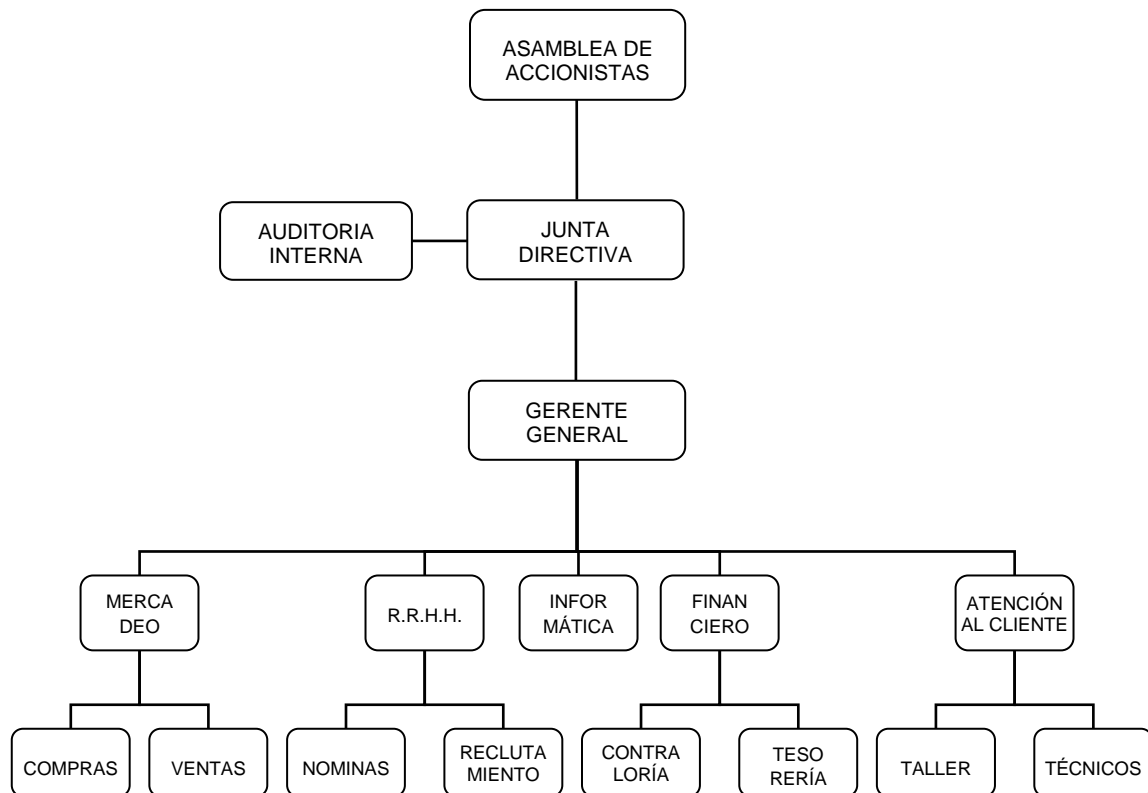 ASAMBLEA DE
ACCIONISTAS
AUDITORIA
INTERNA
JUNTA
DIRECTIVA
GERENTE
GENERAL
MERCA
DEO
R.R.H.H.
INFOR
MÁTICA
FINAN
CIERO
ATENCIÓN
AL CLIENTE
COMPRAS
VENTAS
NOMINAS
RECLUTA
MIENTO
CONTRA
LORÍA
TESO
RERÍA
TALLER
TÉCNICOS